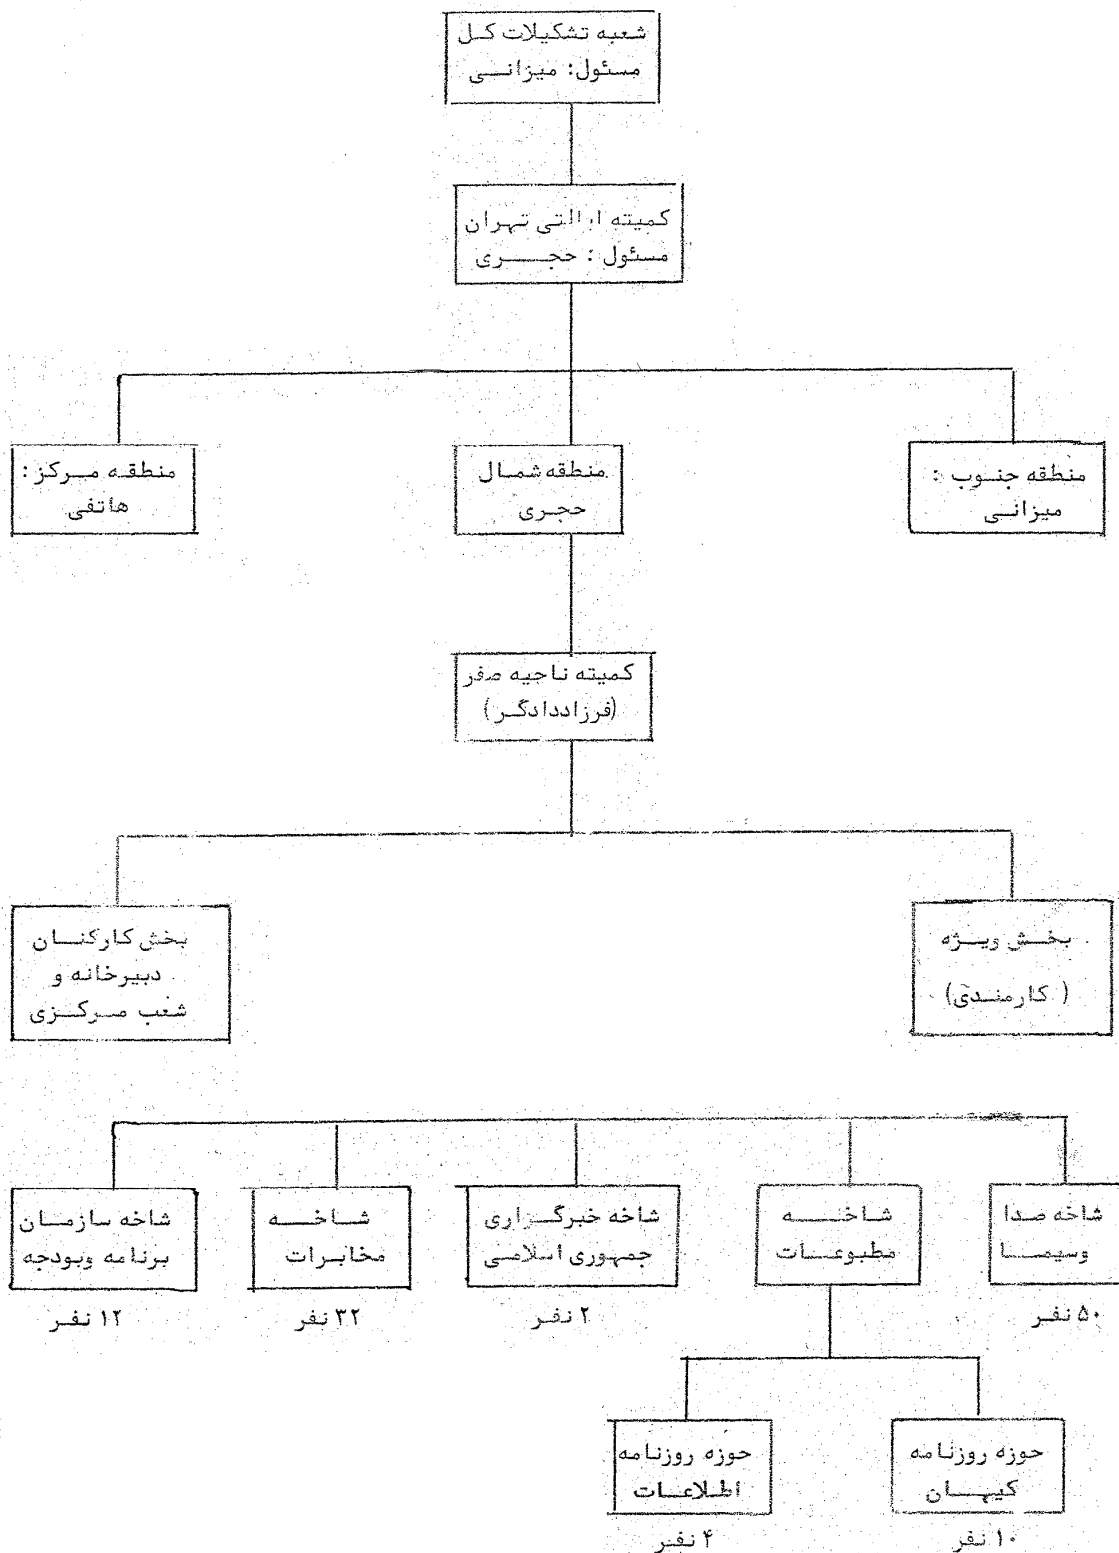 شعبه تشکیلات کل
مسئول: میزانی
کمیته ایالتی تهران
مسئول : حجری
منطقه جنوب :
میزانی
منطقه شمال
حجری
منطقه مرکز :
هاتفی
کمیته ناحیه صفر
(فرزاددادگر)
بخش ویژه
( کارمندی)
بخش کارکنان
دبیرخانه و
شعب مرکزی
شاخه صدا
وسیما
۵۰ نفر
شاخه
مطبوعات
شاخه خبرگزاری
جمهوری اسلامی
۲ نفر
شاخه
مخابرات
۳۲ نفر
شاخه سازمان
برنامه وبودجه
۱۲ نفر
حوزه روزنامه
کیهان
۱۰ نفر
حوزه روزنامه
اطلاعات
۴ نفر